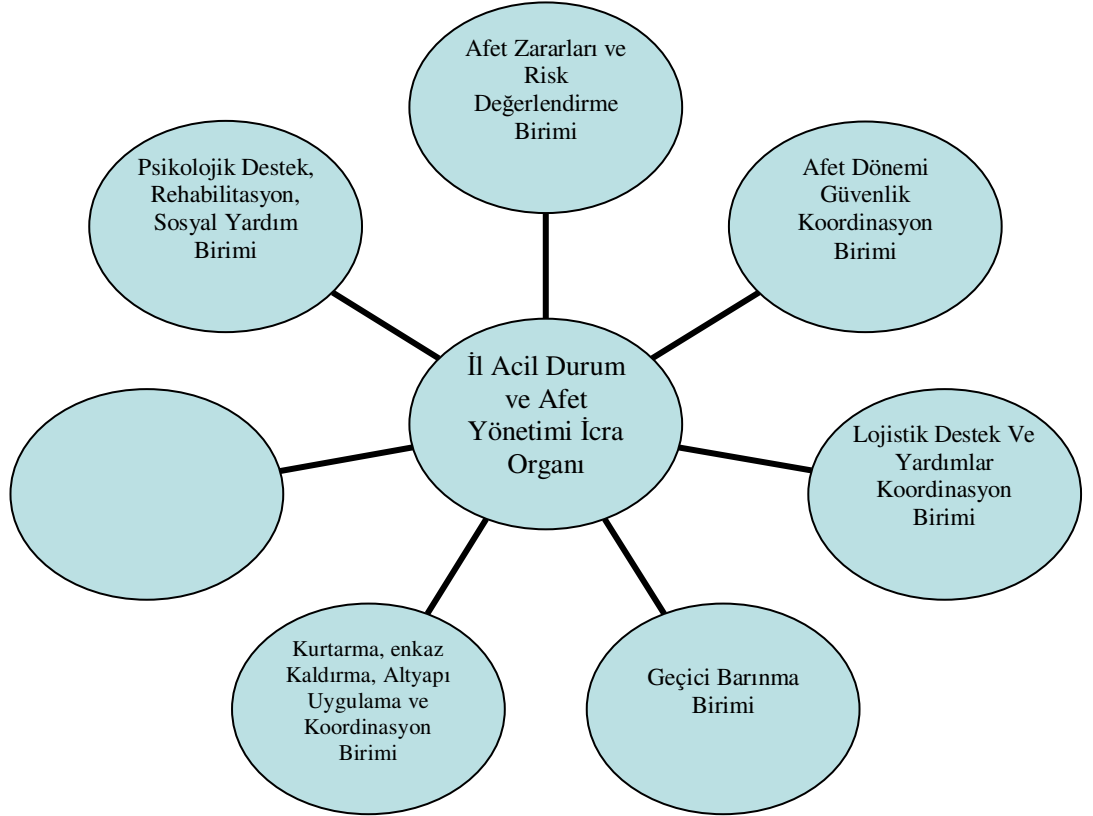 Afet Zararları ve
Risk
Değerlendirme
Birimi
Psikolojik Destek,
Rehabilitasyon,
Sosyal Yardım
Birimi
Afet Dönemi
Güvenlik
Koordinasyon
Birimi
İl Acil Durum
ve Afet
Yönetimi İcra
Organı
Lojistik Destek Ve
Yardımlar
Koordinasyon
Birimi
Kurtarma, enkaz
Kaldırma, Altyapı
Uygulama ve
Koordinasyon
Birimi
Geçici Barınma
Birimi